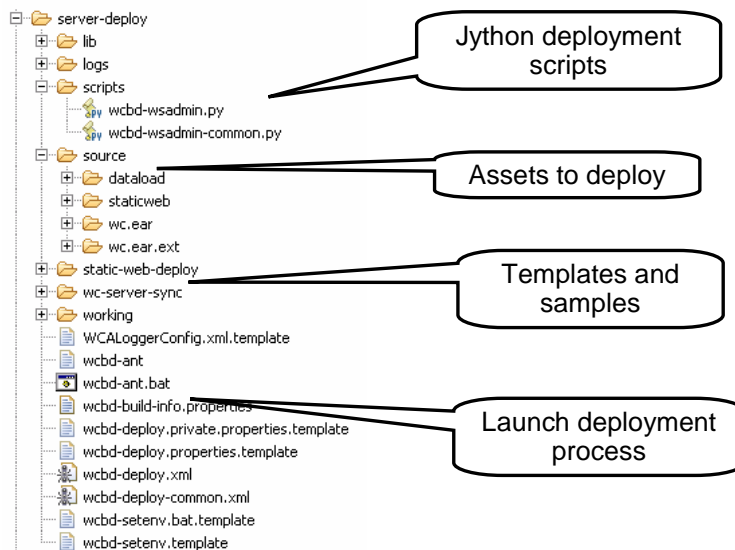 server-deploy
lib
logs
scripts
wcbd-wsadmin.py
wcbd-wsadmin-common.py
source
dataload
staticweb
wc.ear
wc.ear.ext
static-web-deploy
wc-server-sync
working
WCALoggerConfig.xml.template
wcbd-ant
wcbd-ant.bat
wcbd-build-info.properties
wcbd-deploy.private.properties.template
wcbd-deploy.properties.template
wcbd-deploy.xml
wcbd-deploy-common.xml
wcbd-setenv.bat.template
wcbd-setenv.template
Jython deployment
scripts
Assets to deploy
Templates and
samples
Launch deployment
process